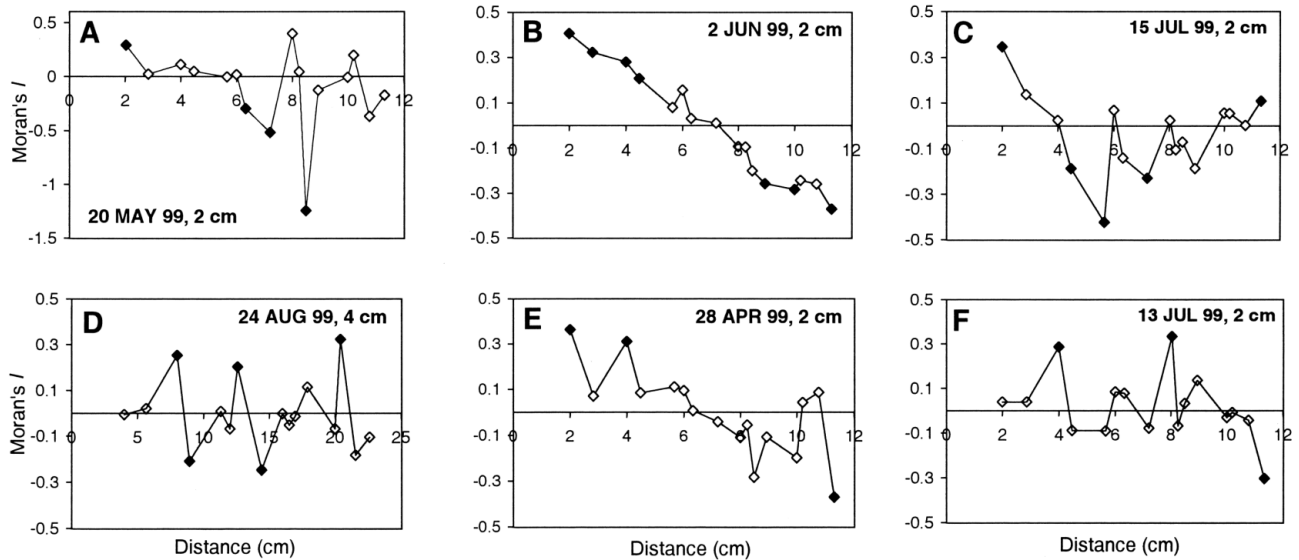 A
0.5
0
-0.5
-1
-1.5
0 2 4 6 8 10 12
Moran's I
20 MAY 99, 2 cm
B
2 JUN 99, 2 cm
0.5
0.3
0.1
-0.1
-0.3
-0.5
0 2 4 6 8 10 12
C
15 JUL 99, 2 cm
0.5
0.3
0.1
-0.1
-0.3
-0.5
0 2 4 6 8 10 12
D
24 AUG 99, 4 cm
0.5
0.3
0.1
-0.1
-0.3
-0.5
0 5 10 15 20 25
Moran's I
Distance (cm)
E
28 APR 99, 2 cm
0.5
0.3
0.1
-0.1
-0.3
-0.5
0 2 4 6 8 10 12
Distance (cm)
F
13 JUL 99, 2 cm
0.5
0.3
0.1
-0.1
-0.3
-0.5
0 2 4 6 8 10 12
Distance (cm)